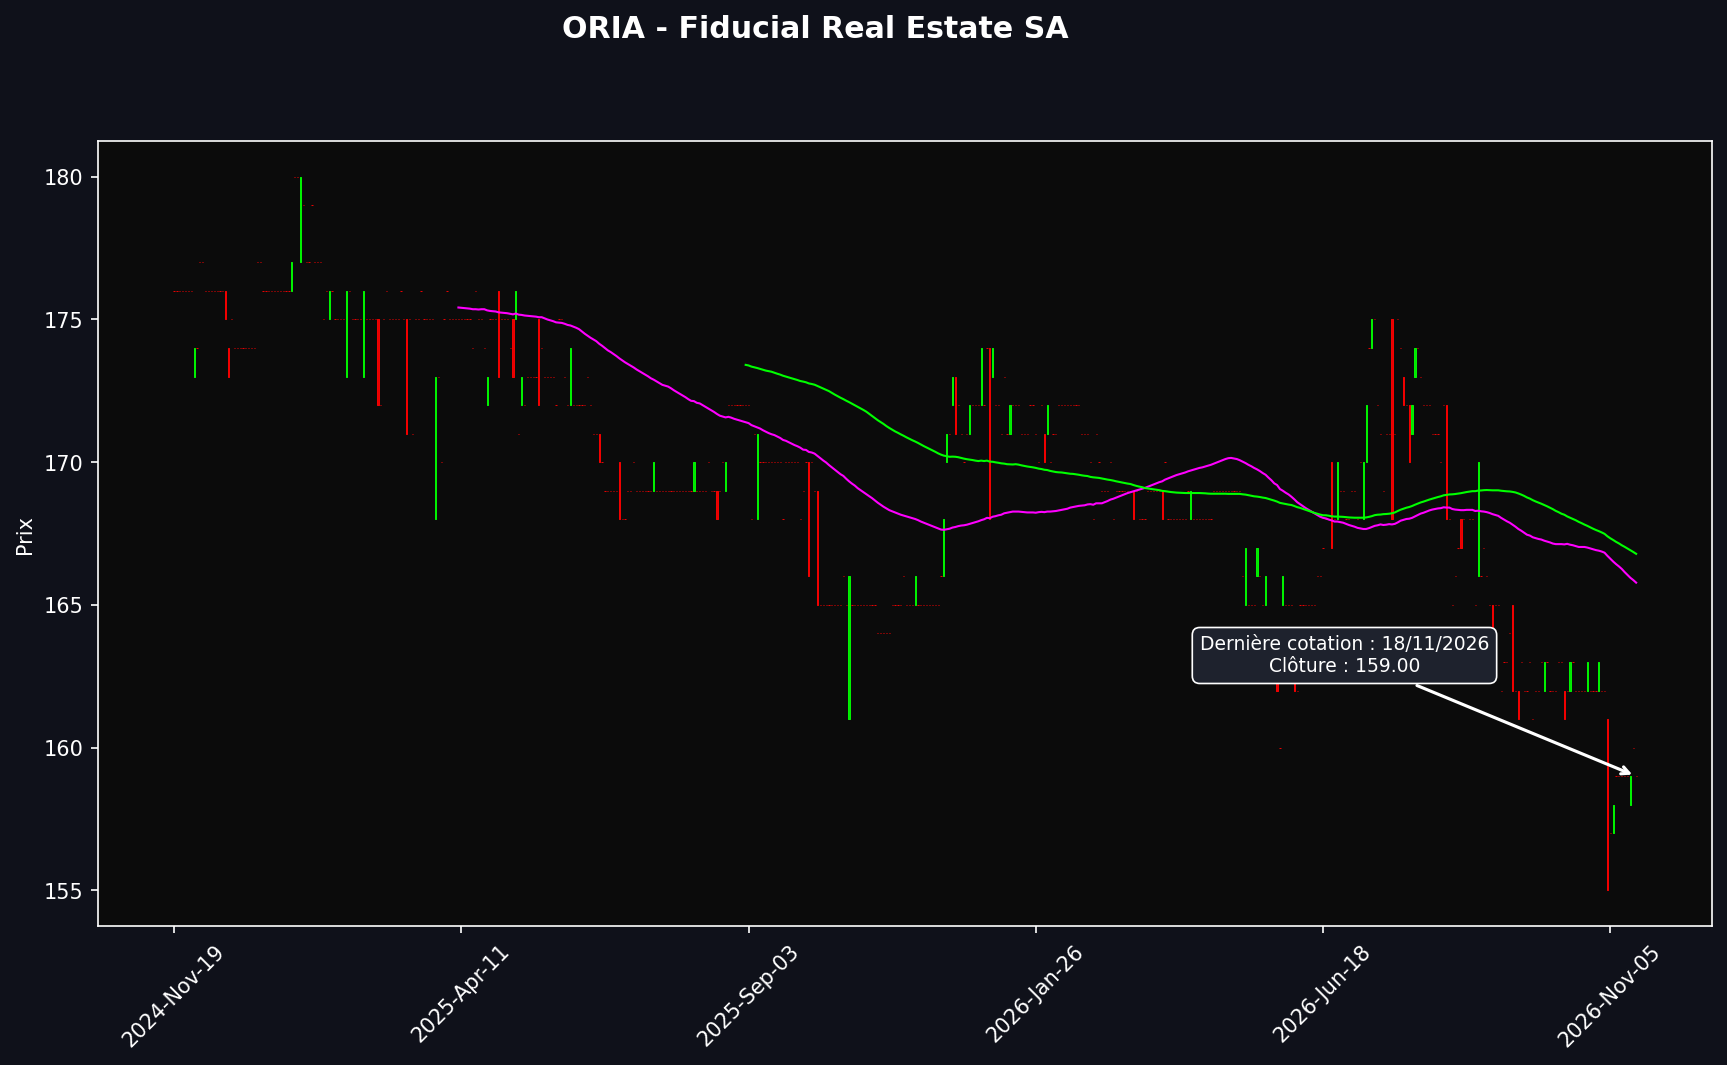 ORIA - Fiducial Real Estate SA
Prix
180
175
170
165
160
155
Dernière cotation : 18/11/2026
Clôture : 159.00
2024-Nov-19
2025-Apr-11
2025-Sep-03
2026-Jan-26
2026-Jun-18
2026-Nov-05